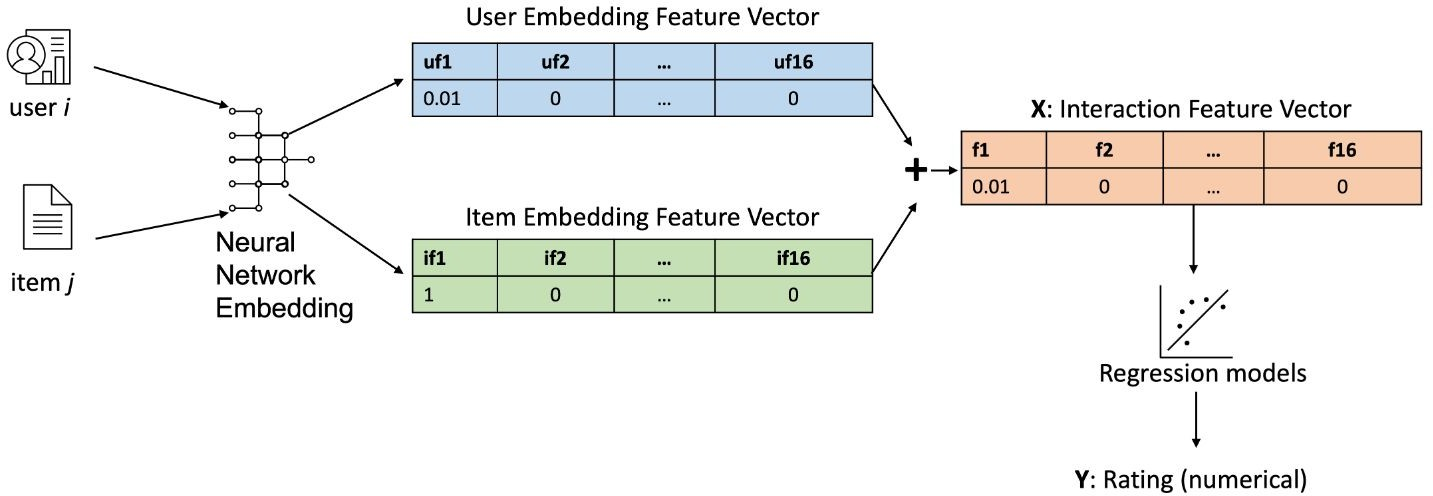 User Embedding Feature Vector
uf1 uf2 ... uf16
0.01 0 ... 0
user i
X: Interaction Feature Vector
f1 f2 ... f16
0.01 0 ... 0
+
Item Embedding Feature Vector
if1 if2 ... if16
1 0 ... 0
item j
Neural
Network
Embedding
Regression models
Y: Rating (numerical)